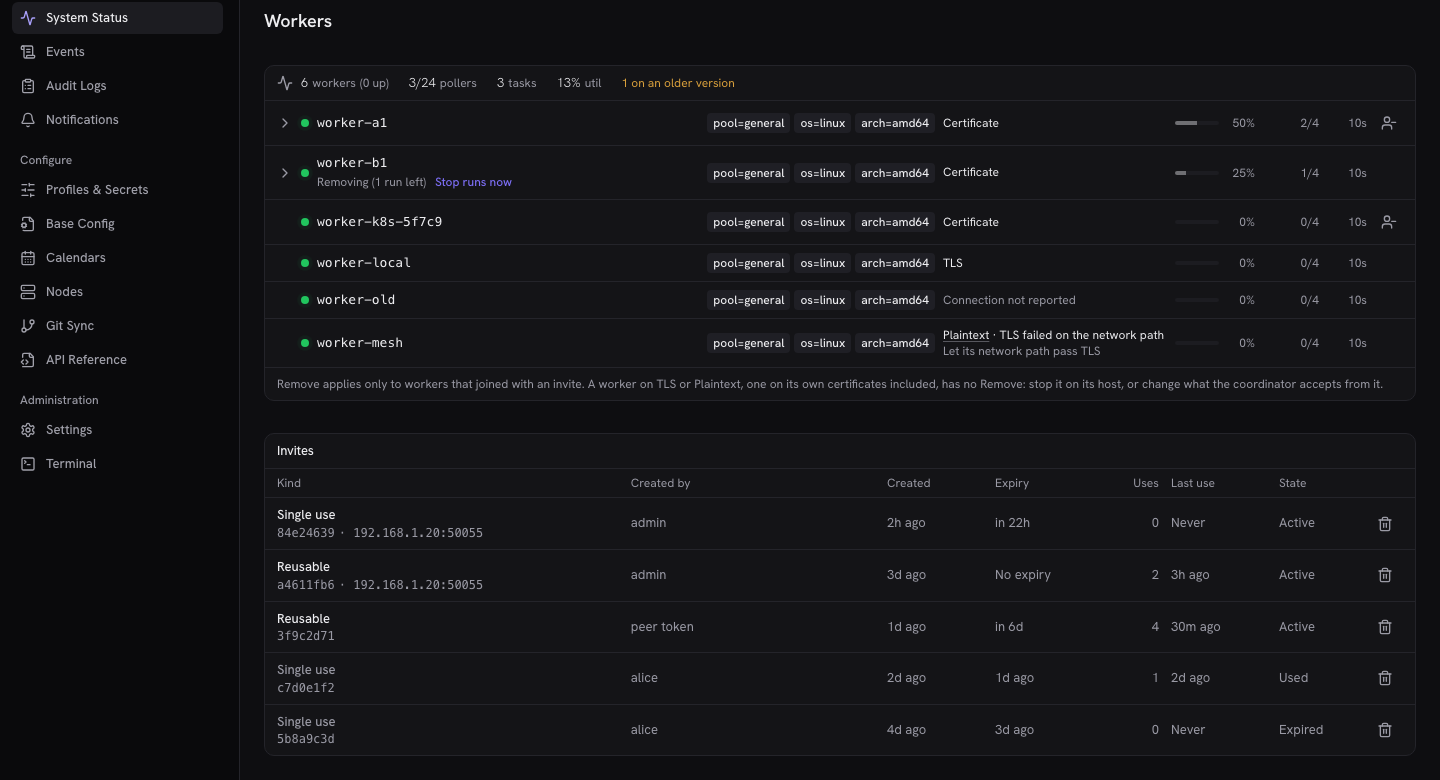 System Status
Events
Audit Logs
Notifications
Configure
Profiles & Secrets
Base Config
Calendars
Nodes
Git Sync
API Reference
Administration
Settings
Terminal
Workers
6 workers (0 up) 3/24 pollers 3 tasks 13% util 1 on an older version
worker-a1 pool=general os=linux arch=amd64 Certificate 50% 2/4 10s
worker-b1
Removing (1 run left) Stop runs now
pool=general os=linux arch=amd64 Certificate 25% 1/4 10s
worker-k8s-5f7c9 pool=general os=linux arch=amd64 Certificate 0% 0/4 10s
worker-local pool=general os=linux arch=amd64 TLS 0% 0/4 10s
worker-old pool=general os=linux arch=amd64 Connection not reported 0% 0/4 10s
worker-mesh pool=general os=linux arch=amd64 Plaintext · TLS failed on the network path 0% 0/4 10s
Let its network path pass TLS
Remove applies only to workers that joined with an invite. A worker on TLS or Plaintext, one on its own certificates included, has no Remove: stop it on its host, or change what the coordinator accepts from it.
Invites
Kind Created by Created Expiry Uses Last use State
Single use
84e24639 · 192.168.1.20:50055
admin 2h ago in 22h 0 Never Active
Reusable
a4611fb6 · 192.168.1.20:50055
admin 3d ago No expiry 2 3h ago Active
Reusable
3f9c2d71
peer token 1d ago in 6d 4 30m ago Active
Single use
c7d0e1f2
alice 2d ago 1d ago 1 2d ago Used
Single use
5b8a9c3d
alice 4d ago 3d ago 0 Never Expired